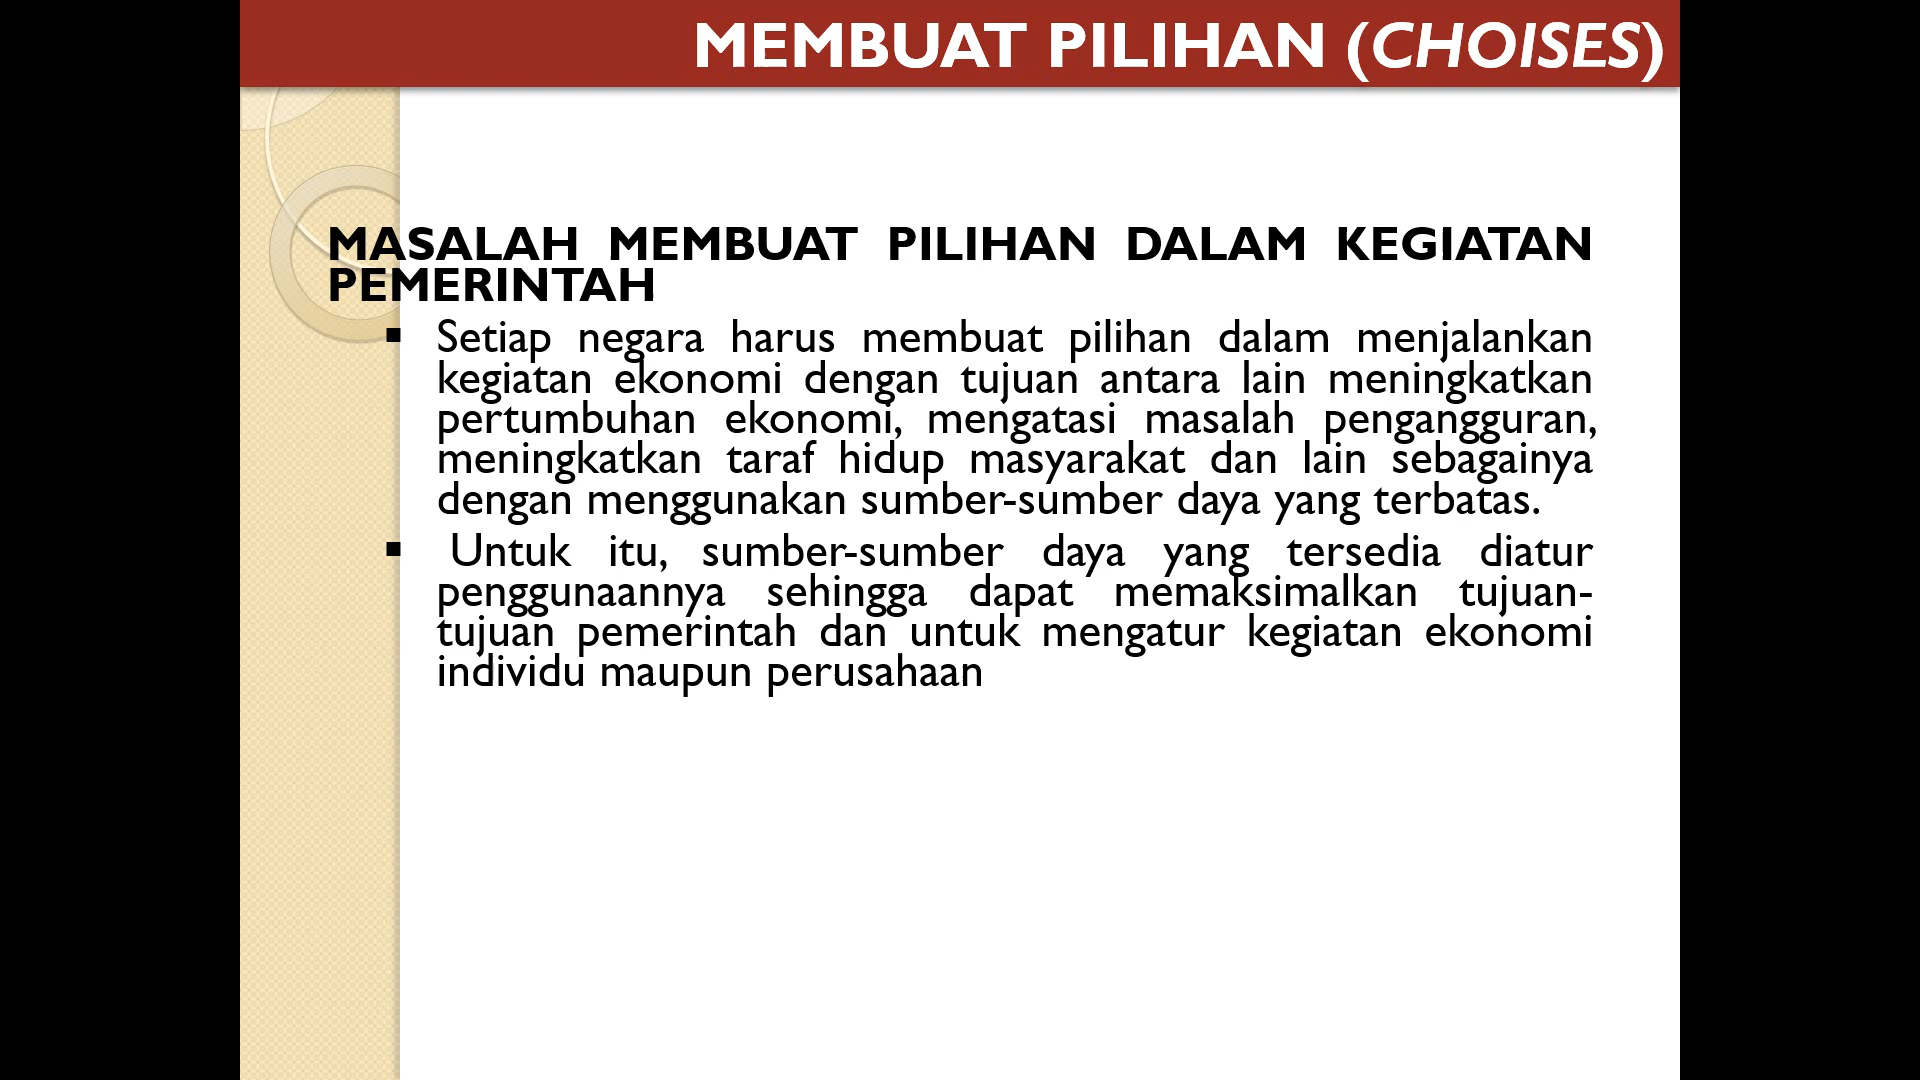 MEMBUAT PILIHAN (CHOISES)
MASALAH MEMBUAT PILIHAN DALAM KEGIATAN
PEMERINTAH
▪ Setiap negara harus membuat pilihan dalam menjalankan
kegiatan ekonomi dengan tujuan antara lain meningkatkan
pertumbuhan ekonomi, mengatasi masalah pengangguran,
meningkatkan taraf hidup masyarakat dan lain sebagainya
dengan menggunakan sumber-sumber daya yang terbatas.
▪ Untuk itu, sumber-sumber daya yang tersedia diatur
penggunaannya sehingga dapat memaksimalkan tujuan-
tujuan pemerintah dan untuk mengatur kegiatan ekonomi
individu maupun perusahaan